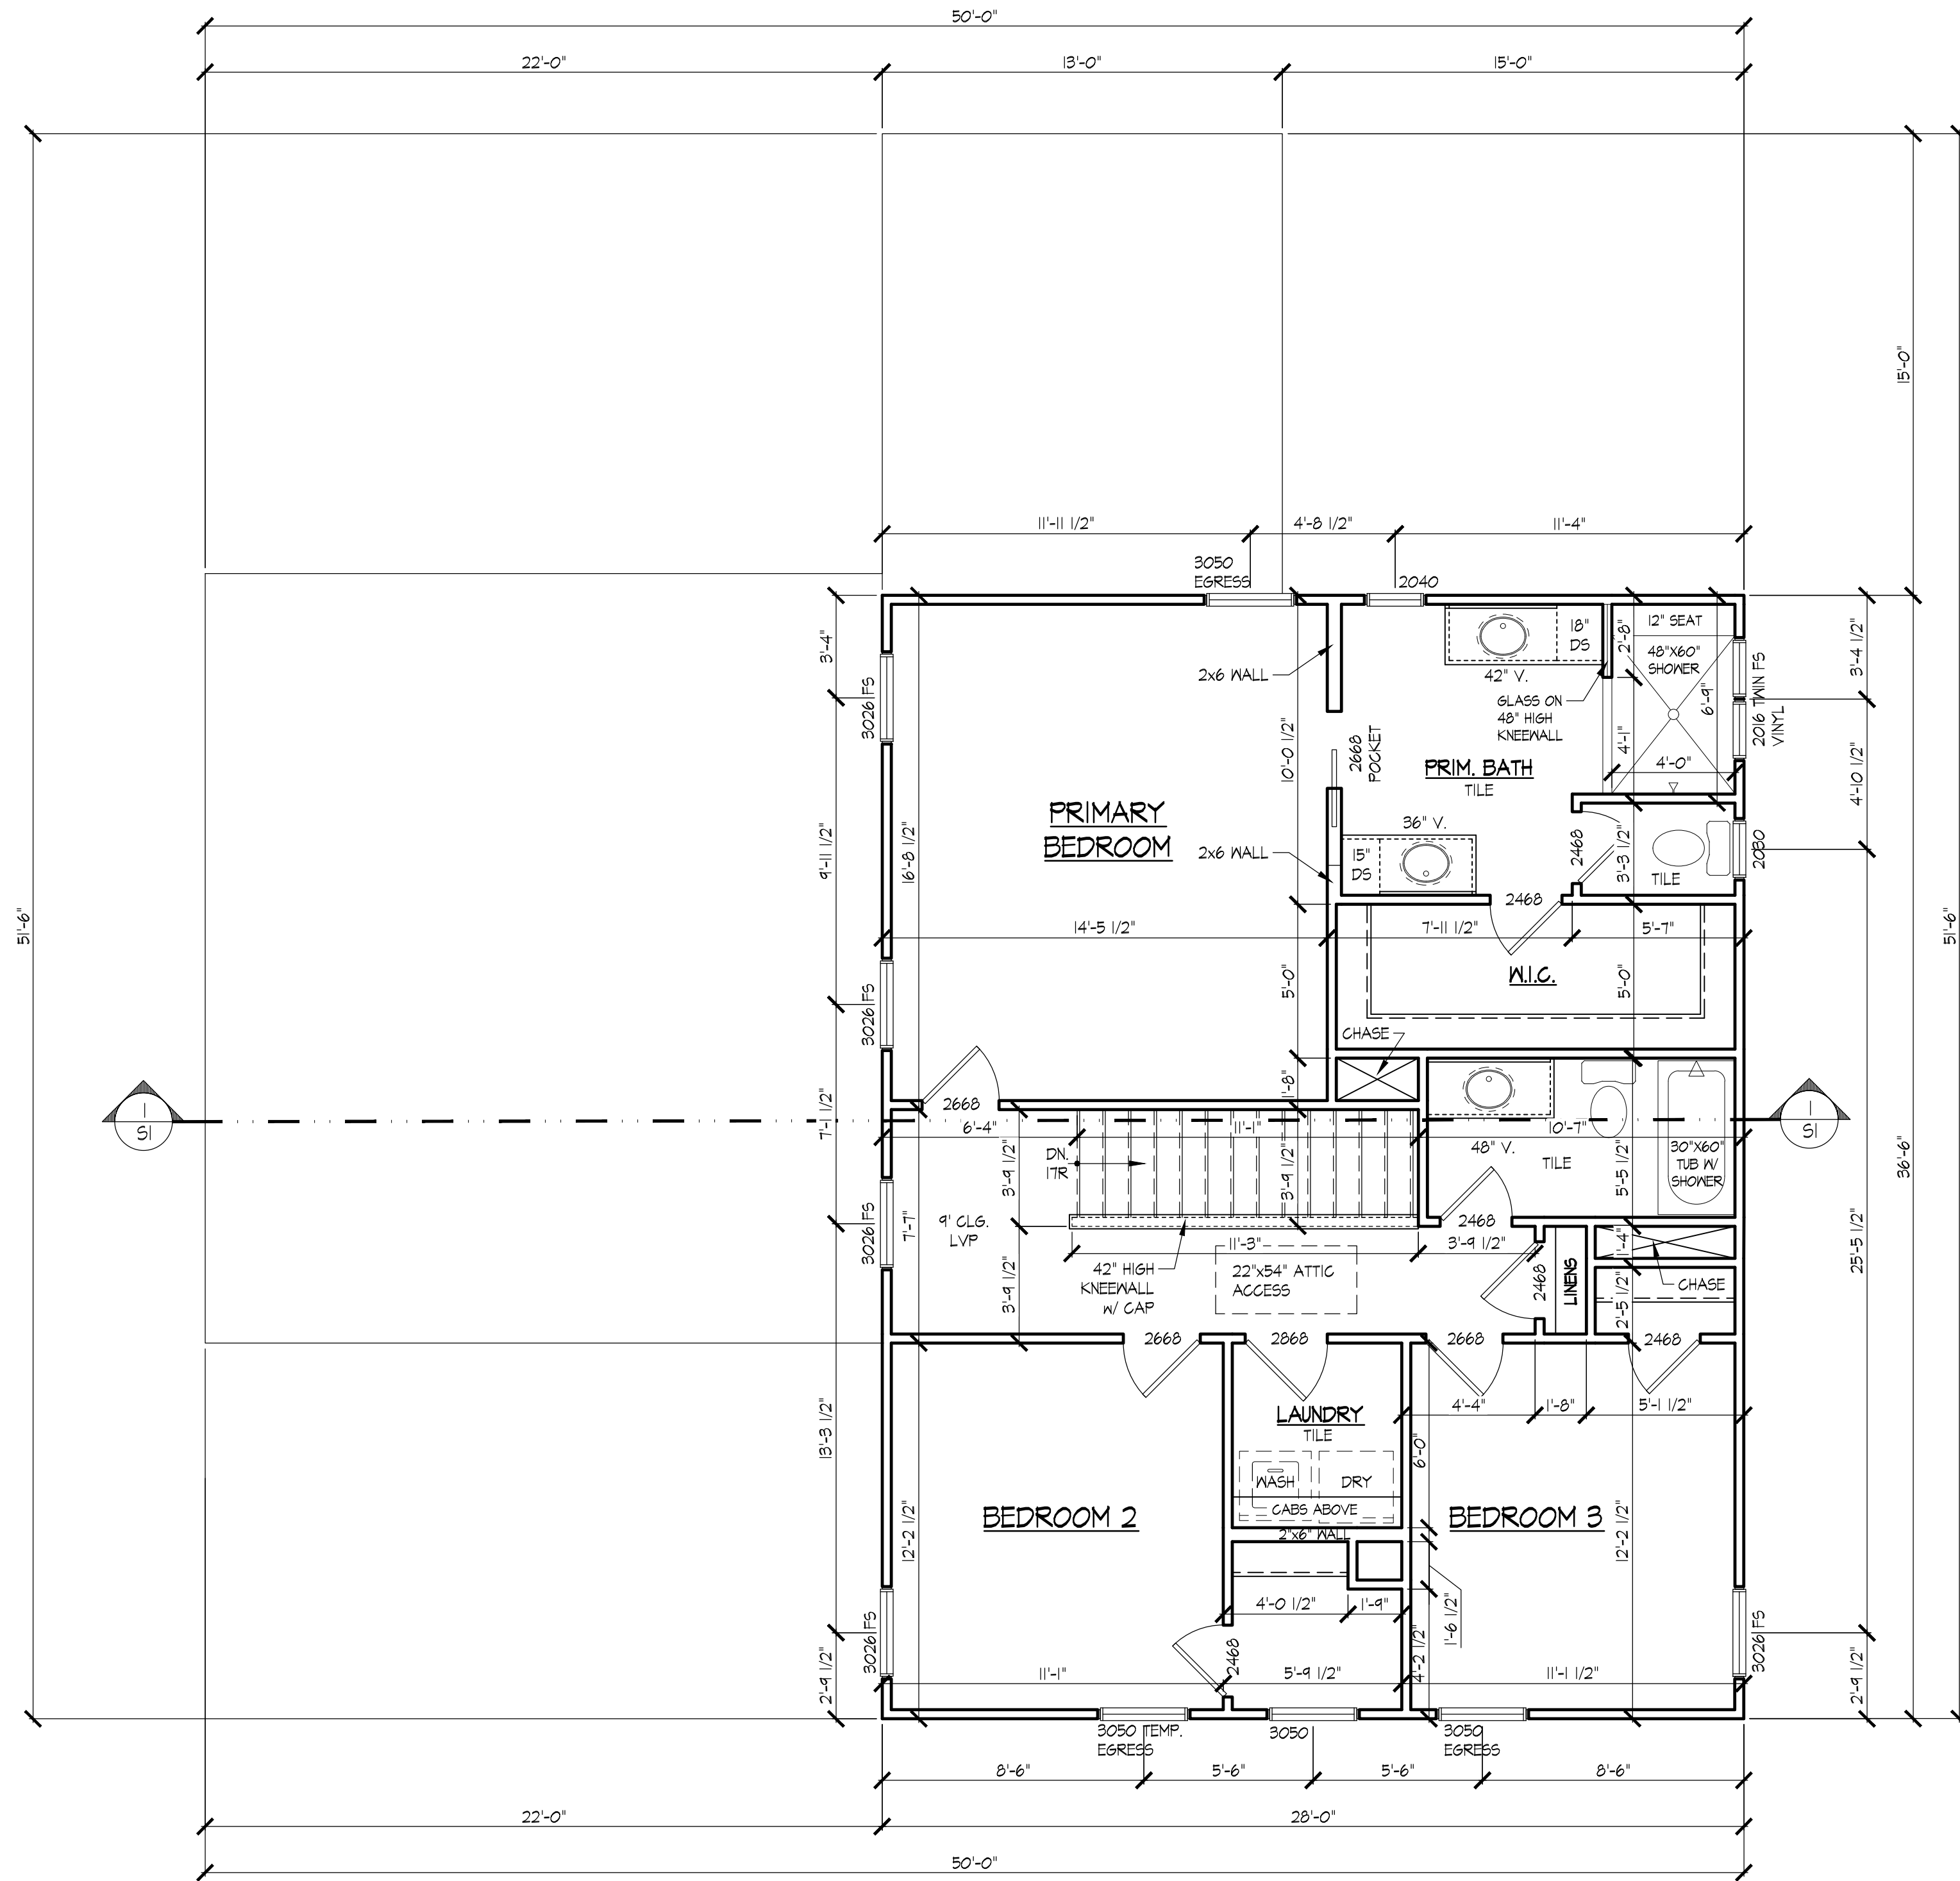 50'-0"
22'-0"
13'-0"
15'-0"
15'-0"
11'-11 1/2"
4'-8 1/2"
11'-4"
3050
EGRESS
2040
3'-4"
3026 FS
2x6 WALL
18"
DS
42" V.
GLASS ON
48" HIGH
KNEEWALL
2'-8"
12" SEAT
48"X60"
SHOWER
6'-9"
2016 TWIN FS
VINYL
3'-4 1/2"
10'-0 1/2"
2668
POCKET
PRIM. BATH
TILE
4'-1"
4'-0"
4'-10 1/2"
PRIMARY
BEDROOM
9'-11 1/2"
16'-8 1/2"
2x6 WALL
36" V.
15"
DS
2468
3'-3 1/2"
TILE
2030
2468
51'-6"
51'-6"
14'-5 1/2"
7'-11 1/2"
5'-7"
W.I.C.
5'-0"
5'-0"
3026 FS
CHASE
1'-8"
7'-1 1/2"
2668
6'-4"
11'-1"
10'-7"
1
S1
1
S1
48" V.
TILE
5'-5 1/2"
30"X60"
TUB W/
SHOWER
36'-6"
DN.
17R
3'-9 1/2"
3'-9 1/2"
7'-7"
9' CLG.
LVP
3026 FS
2468
11'-3"
3'-9 1/2"
1'-4"
25'-5 1/2"
42" HIGH
KNEEWALL
W/ CAP
22"x54" ATTIC
ACCESS
3'-9 1/2"
2468
LINENS
CHASE
2'-5 1/2"
2668
2868
2668
2468
4'-4"
1'-8"
5'-1 1/2"
13'-3 1/2"
LAUNDRY
TILE
6'-0"
WASH
DRY
CABS ABOVE
2"x6" WALL
BEDROOM 2
BEDROOM 3
12'-2 1/2"
12'-2 1/2"
4'-0 1/2"
1'-9"
1'-6 1/2"
3026 FS
2468
4'-2 1/2"
3026 FS
2'-9 1/2"
11'-1"
5'-9 1/2"
11'-1 1/2"
2'-9 1/2"
3050 TEMP.
EGRESS
3050
3050
EGRESS
8'-6"
5'-6"
5'-6"
8'-6"
22'-0"
28'-0"
50'-0"